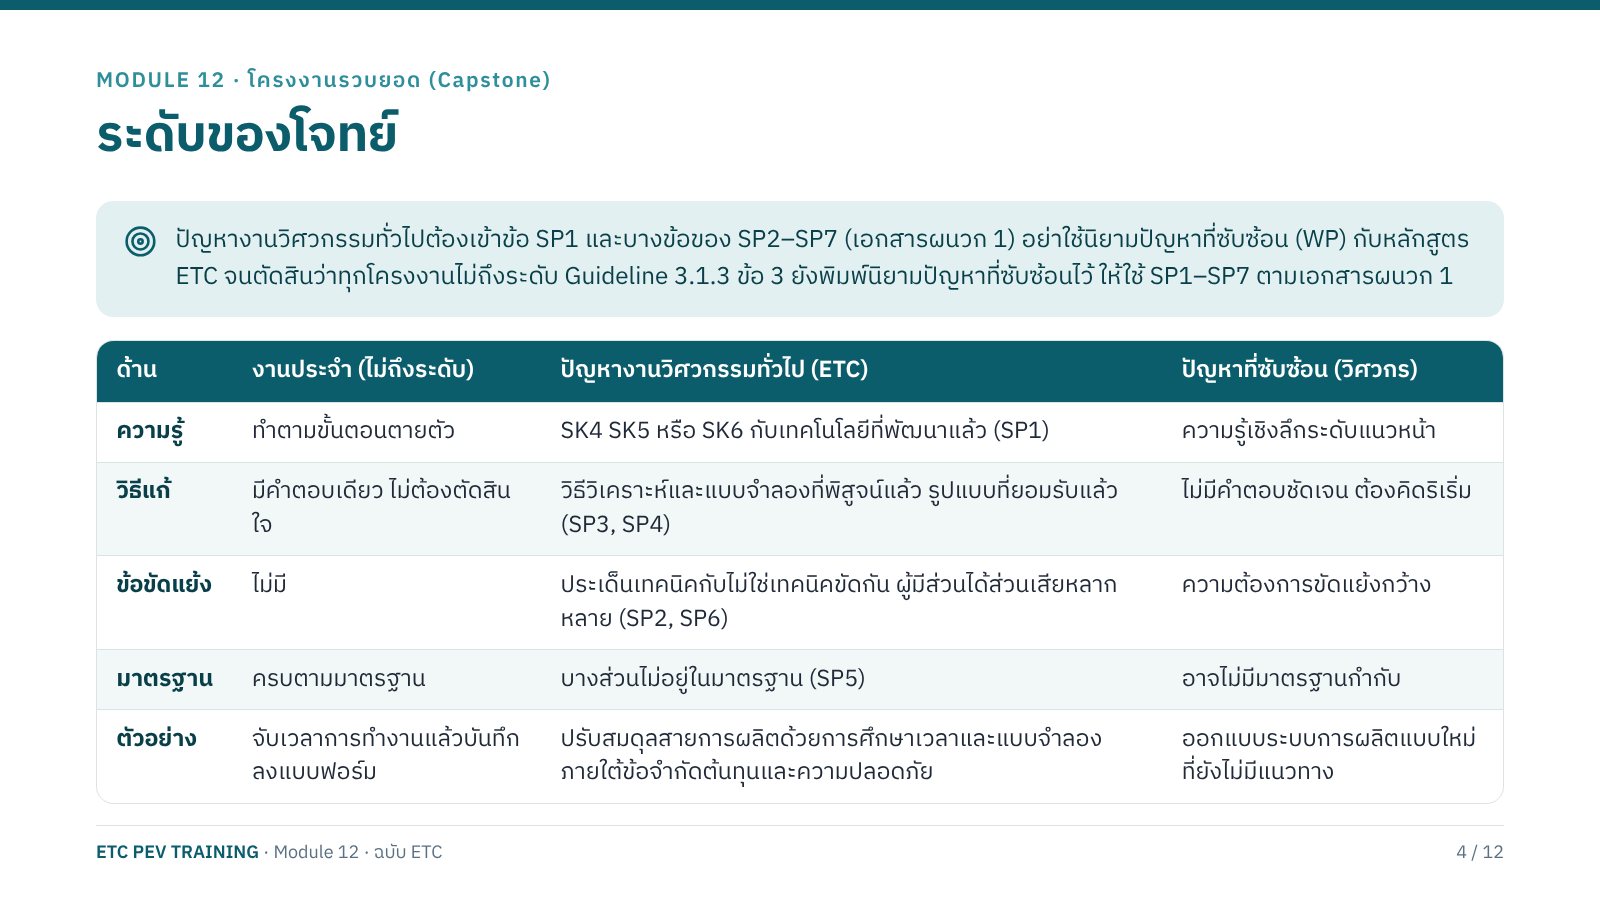 MODULE 12 · โครงงานรวบยอด (Capstone)
ระดับของโจทย์
ปัญหางานวิศวกรรมทั่วไปต้องเข้าข้อ SP1 และบางข้อของ SP2–SP7 (เอกสารผนวก 1) อย่าใช้นิยามปัญหาที่ซับซ้อน (WP) กับหลักสูตร
ETC จนตัดสินว่าทุกโครงงานไม่ถึงระดับ Guideline 3.1.3 ข้อ 3 ยังพิมพ์นิยามปัญหาที่ซับซ้อนไว้ ให้ใช้ SP1–SP7 ตามเอกสารผนวก 1
ด้าน งานประจำ (ไม่ถึงระดับ) ปัญหางานวิศวกรรมทั่วไป (ETC) ปัญหาที่ซับซ้อน (วิศวกร)
ความรู้ ทำตามขั้นตอนตายตัว SK4 SK5 หรือ SK6 กับเทคโนโลยีที่พัฒนาแล้ว (SP1) ความรู้เชิงลึกระดับแนวหน้า
วิธีแก้ มีคำตอบเดียว ไม่ต้องตัดสิน วิธีวิเคราะห์และแบบจำลองที่พิสูจน์แล้ว รูปแบบที่ยอมรับแล้ว ไม่มีคำตอบชัดเจน ต้องคิดริเริ่ม
ใจ (SP3, SP4)
ข้อขัดแย้ง ไม่มี ประเด็นเทคนิคกับไม่ใช่เทคนิคขัดกัน ผู้มีส่วนได้ส่วนเสียหลาก ความต้องการขัดแย้งกว้าง
หลาย (SP2, SP6)
มาตรฐาน ครบตามมาตรฐาน บางส่วนไม่อยู่ในมาตรฐาน (SP5) อาจไม่มีมาตรฐานกำกับ
ตัวอย่าง จับเวลาการทำงานแล้วบันทึก ปรับสมดุลสายการผลิตด้วยการศึกษาเวลาและแบบจำลอง ออกแบบระบบการผลิตแบบใหม่
ลงแบบฟอร์ม ภายใต้ข้อจำกัดต้นทุนและความปลอดภัย ที่ยังไม่มีแนวทาง
ETC PEV TRAINING · Module 12 · ฉบับ ETC 4 / 12